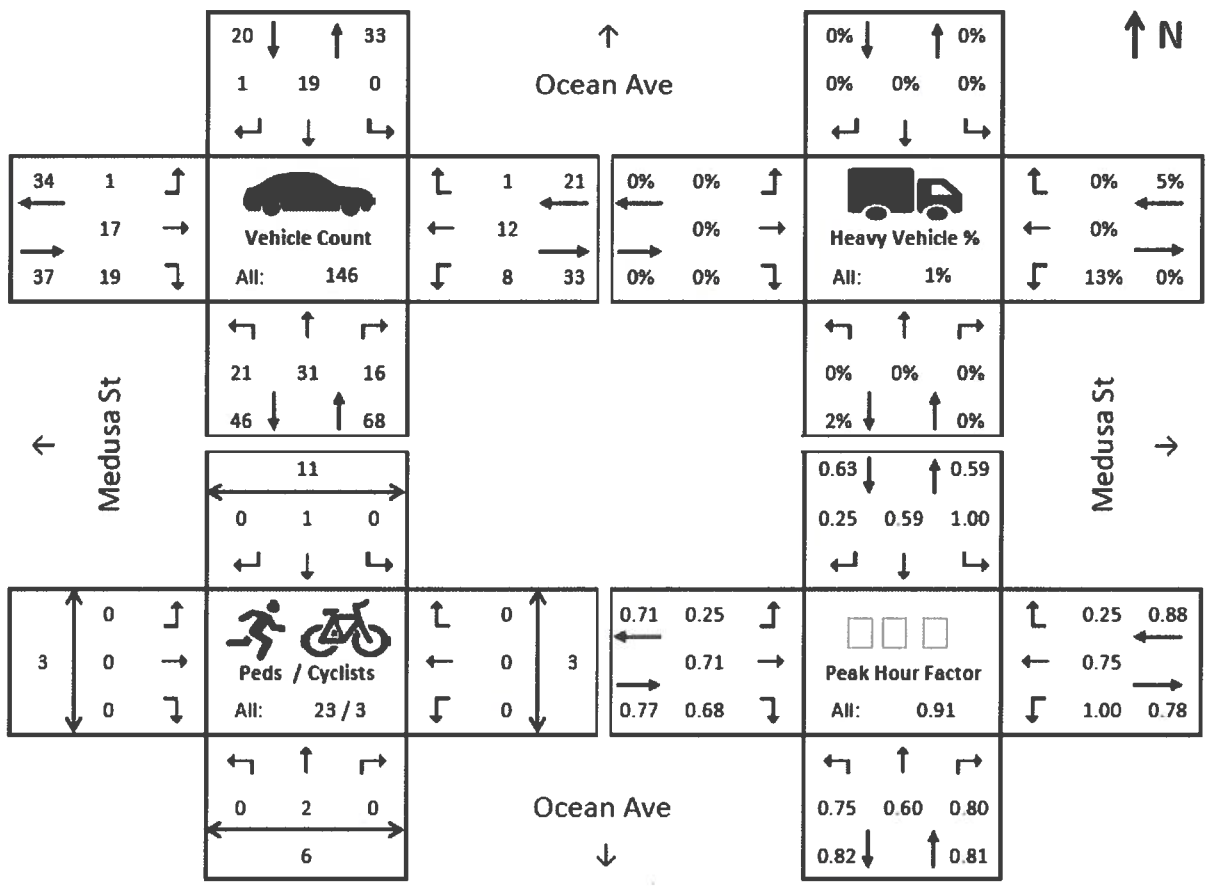 20 33 0% 0% N
1 19 0 Ocean Ave 0% 0% 0%
34 1 1 21 0% 0% 0% 5%
17 12 0% 0%
Vehicle Count Heavy Vehicle %
37 19 All: 146 8 33 0% 0% All: 1% 13% 0%
21 31 16 0% 0% 0%
46 68 2% 0%
Medusa St Medusa St
11 0.63 0.59
0 1 0 0.25 0.59 1.00
0 0 0.71 0.25 0.25 0.88
3 0 0 3 0.71 0.75
Peds / Cyclists Peak Hour Factor
0 All: 23 / 3 0 0.77 0.68 All: 0.91 1.00 0.78
0 2 0 Ocean Ave 0.75 0.60 0.80
6 0.82 0.81